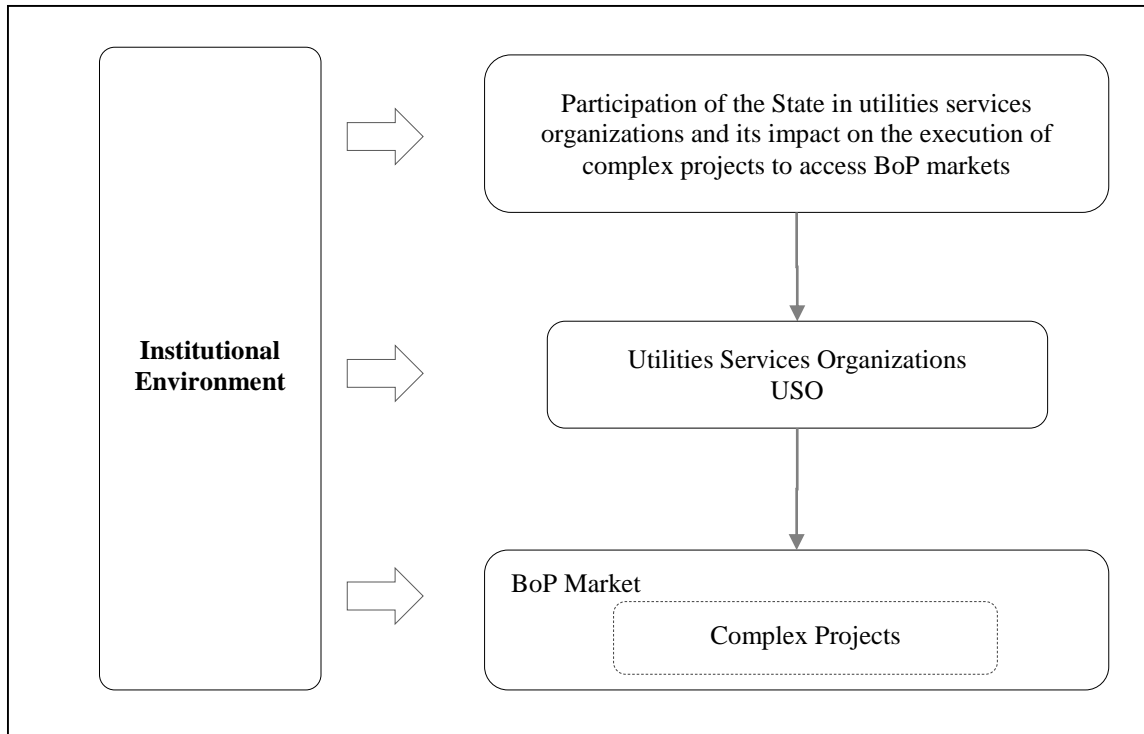 Participation of the State in utilities services
organizations and its impact on the execution of
complex projects to access BoP markets
Institutional
Environment
Utilities Services Organizations
USO
BoP Market
Complex Projects